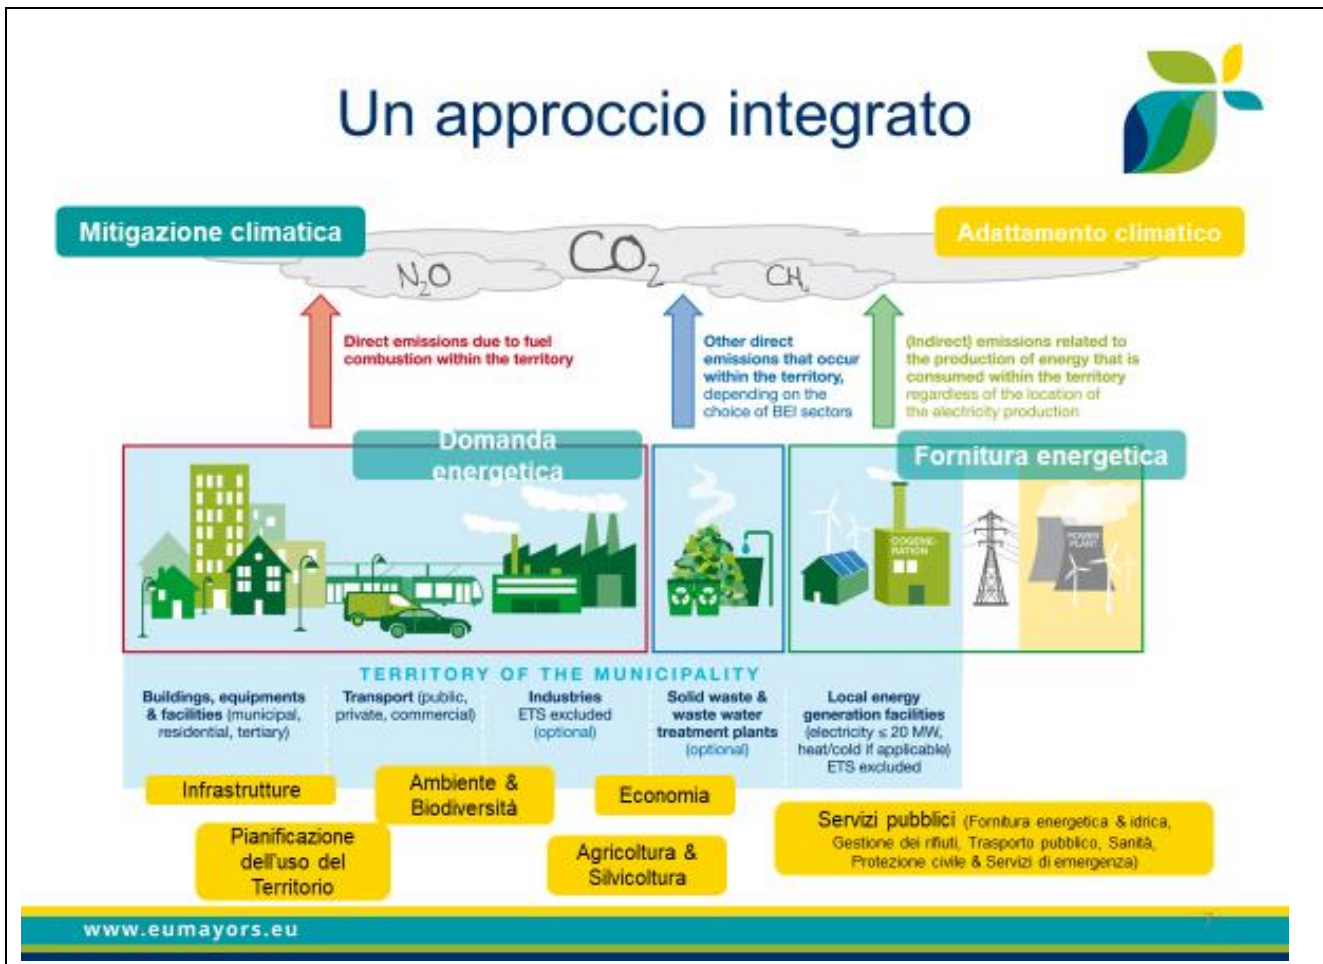 Un approccio integrato
Mitigazione climatica
Adattamento climatico
CO2
N2O
CH4
Direct emissions due to fuel
combustion within the territory
Other direct
emissions that occur
within the territory,
depending on the
choice of BEI sectors
(Indirect) emissions related to
the production of energy that is
consumed within the territory
regardless of the location of
the electricity production
Domanda
energetica
Fornitura energetica
COGENE-
RATION
POWER
PLANT
TERRITORY OF THE MUNICIPALITY
Buildings, equipments
& facilities (municipal,
residential, tertiary)
Transport (public,
private, commercial)
Industries
ETS excluded
(optional)
Solid waste &
waste water
treatment plants
(optional)
Local energy
generation facilities
(electricity ≤ 20 MW,
heat/cold if applicable)
ETS excluded
Infrastrutture
Ambiente &
Biodiversità
Economia
Servizi pubblici (Fornitura energetica & idrica,
Gestione dei rifiuti, Trasporto pubblico, Sanità,
Protezione civile & Servizi di emergenza)
Pianificazione
dell'uso del
Territorio
Agricoltura &
Silvicoltura
www.eumayors.eu
7